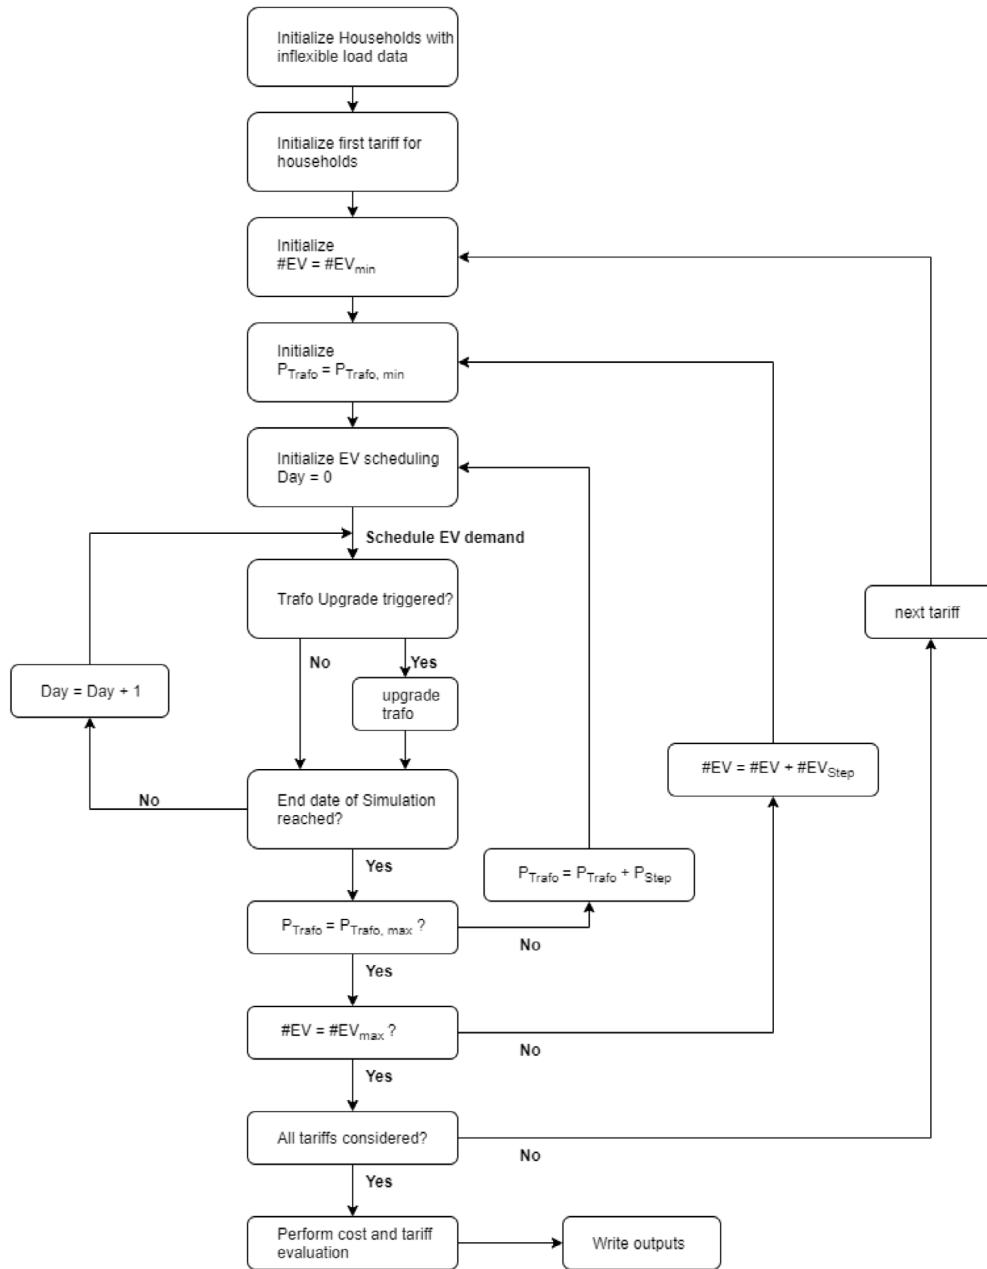 Initialize Households with
inflexible load data
Initialize first tariff for
households
Initialize
#EV = #EVmin
Initialize
PTrafo = PTrafo, min
Initialize EV scheduling
Day = 0
Schedule EV demand
Trafo Upgrade triggered?
next tariff
No
Yes
Day = Day + 1
upgrade
trafo
#EV = #EV + #EVStep
No
End date of Simulation
reached?
Yes
PTrafo = PTrafo + PStep
PTrafo = PTrafo, max ?
No
Yes
#EV = #EVmax ?
No
Yes
All tariffs considered?
No
Yes
Perform cost and tariff
evaluation
Write outputs